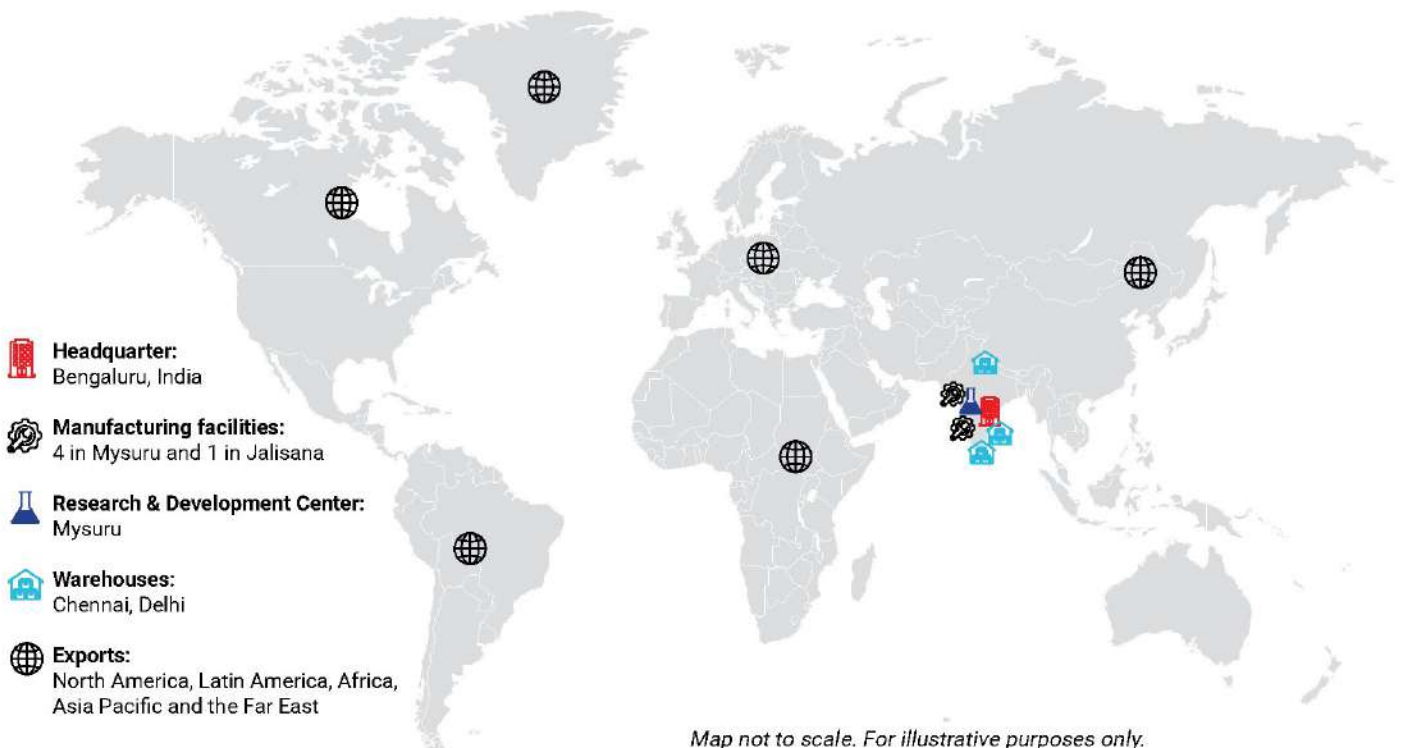 Headquarter:
Bengaluru, India
Manufacturing facilities:
4 in Mysuru and 1 in Jalisana
Research & Development Center:
Mysuru
Warehouses:
Chennai, Delhi
Exports:
North America, Latin America, Africa,
Asia Pacific and the Far East
Map not to scale. For illustrative purposes only.